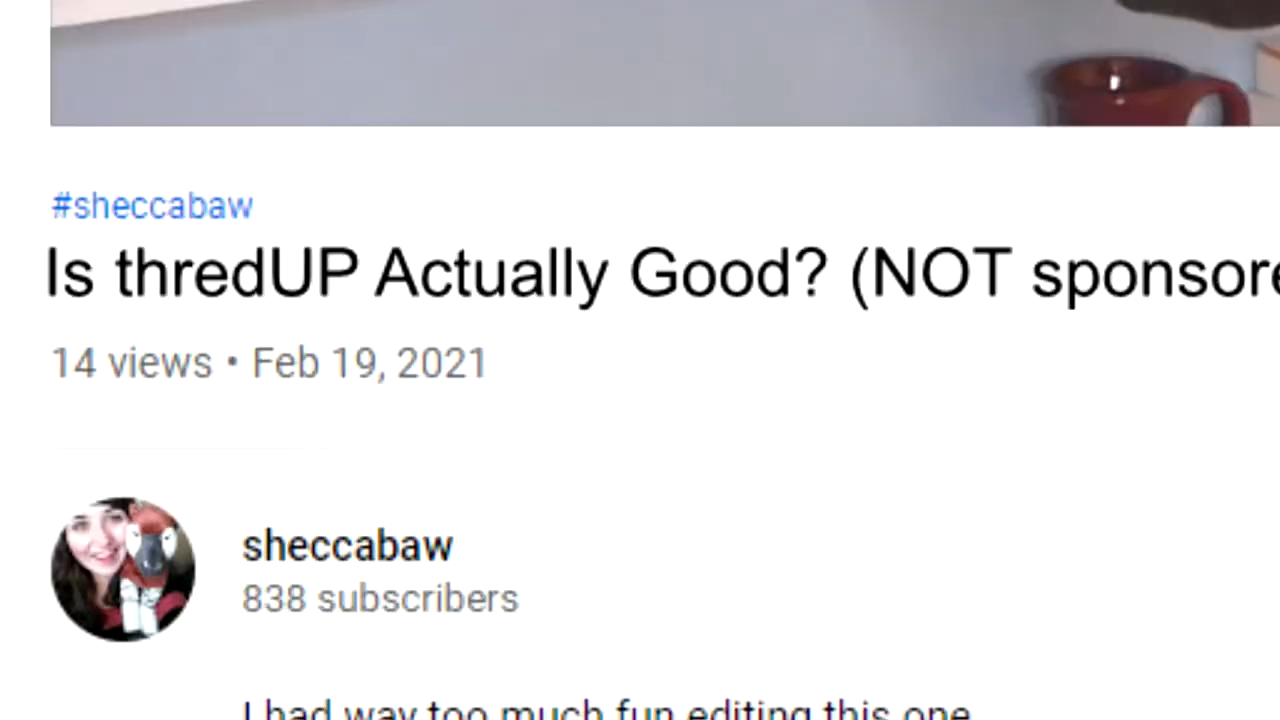 #sheccabaw
Is thredUP Actually Good? (NOT sponsore
14 views • Feb 19, 2021
sheccabaw
838 subscribers
I had way too much fun editing this one